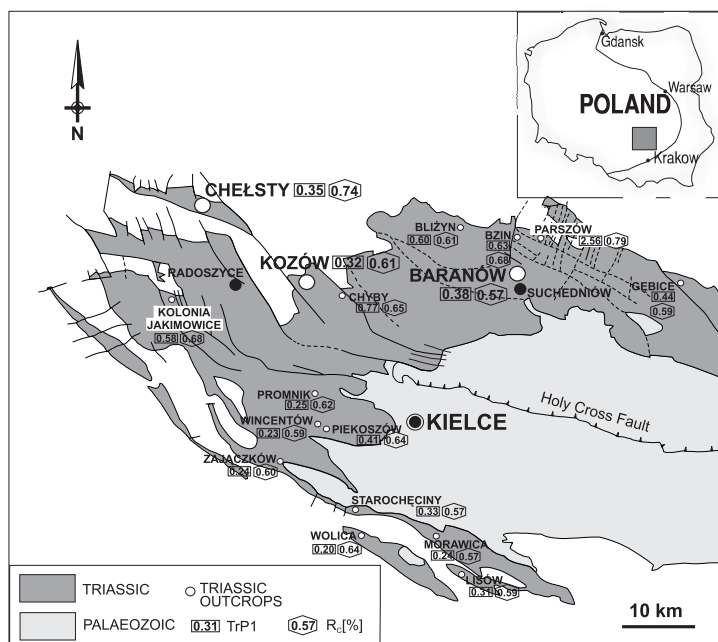 Gdansk
Warsaw
POLAND
Krakow
N
CHEŁSTY 0.35 0.74
BLIŻYN
0.60 0.61
BZIN
0.63
0.68
PARSZÓW
2.56 0.79
KOZÓW 0.32 0.61
RADOSZYCE
BARANÓW
0.38 0.57
SUCHEDNIÓW
GĘBICE
0.44
0.59
CHYBY
0.77 0.65
KOLONIA
JAKIMOWICE
0.58 0.68
Holy Cross Fault
PROMNIK
0.25 0.62
WINCENTÓW
0.23 0.59
PIEKOSZÓW
0.41 0.64
KIELCE
ZAJĄCZKÓW
0.24 0.60
STAROCHĘCINY
0.33 0.57
WOLICA
0.20 0.64
MORAWICA
0.24 0.57
LISÓW
0.31 0.59
TRIASSIC
TRIASSIC
OUTCROPS
PALAEOZOIC
0.31 TrP1
0.57 Rc[%]
10 km